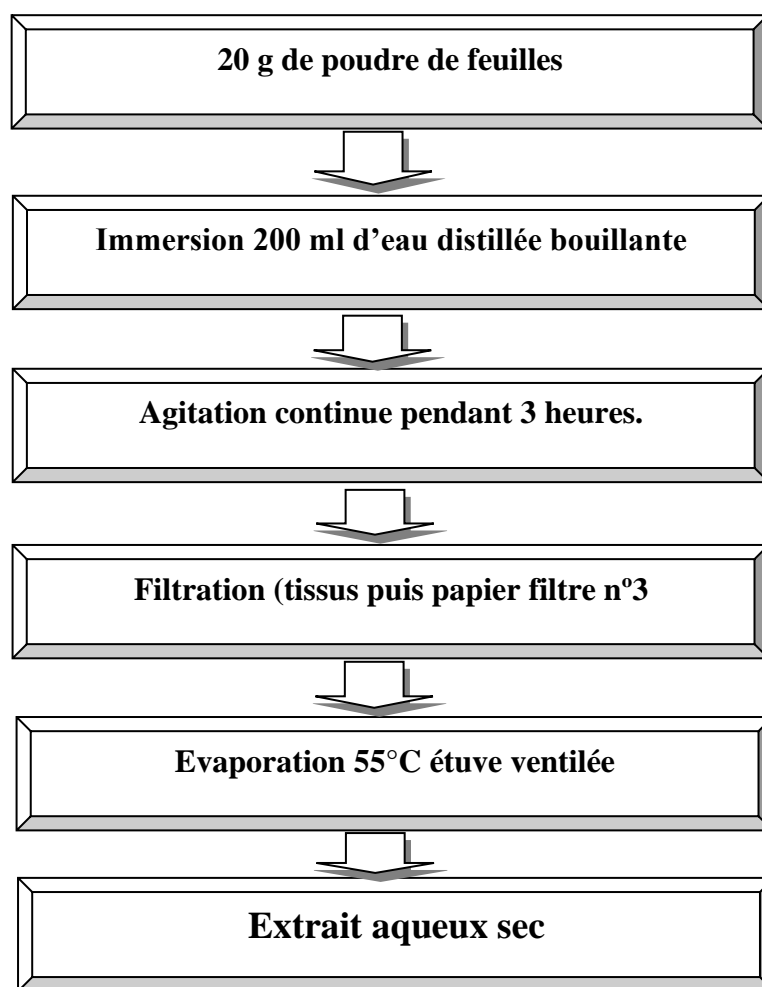 20 g de poudre de feuilles
Immersion 200 ml d’eau distillée bouillante
Agitation continue pendant 3 heures.
Filtration (tissus puis papier filtre nº3
Evaporation 55°C étuve ventilée
Extrait aqueux sec